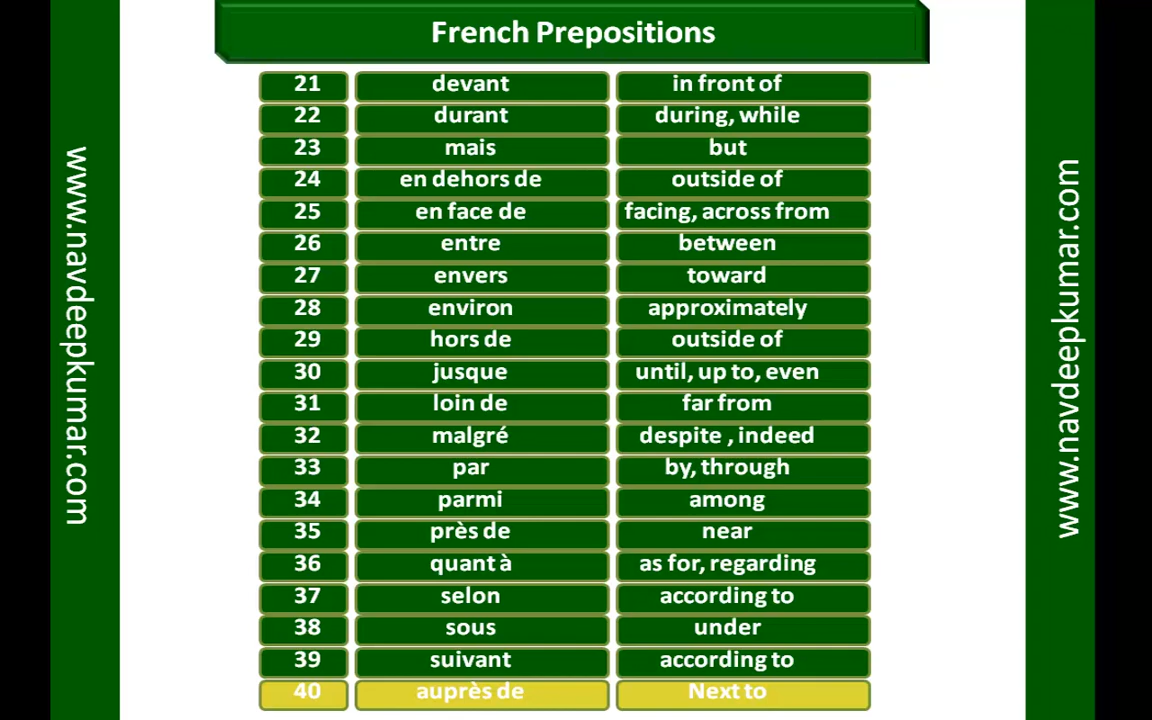 French Prepositions
21 devant in front of
22 durant during, while
23 mais but
24 en dehors de outside of
25 en face de facing, across from
26 entre between
27 envers toward
28 environ approximately
29 hors de outside of
30 jusque until, up to, even
31 loin de far from
32 malgré despite , indeed
33 par by, through
34 parmi among
35 près de near
36 quant à as for, regarding
37 selon according to
38 sous under
39 suivant according to
40 auprès de Next to
www.navdeepkumar.com
www.navdeepkumar.com